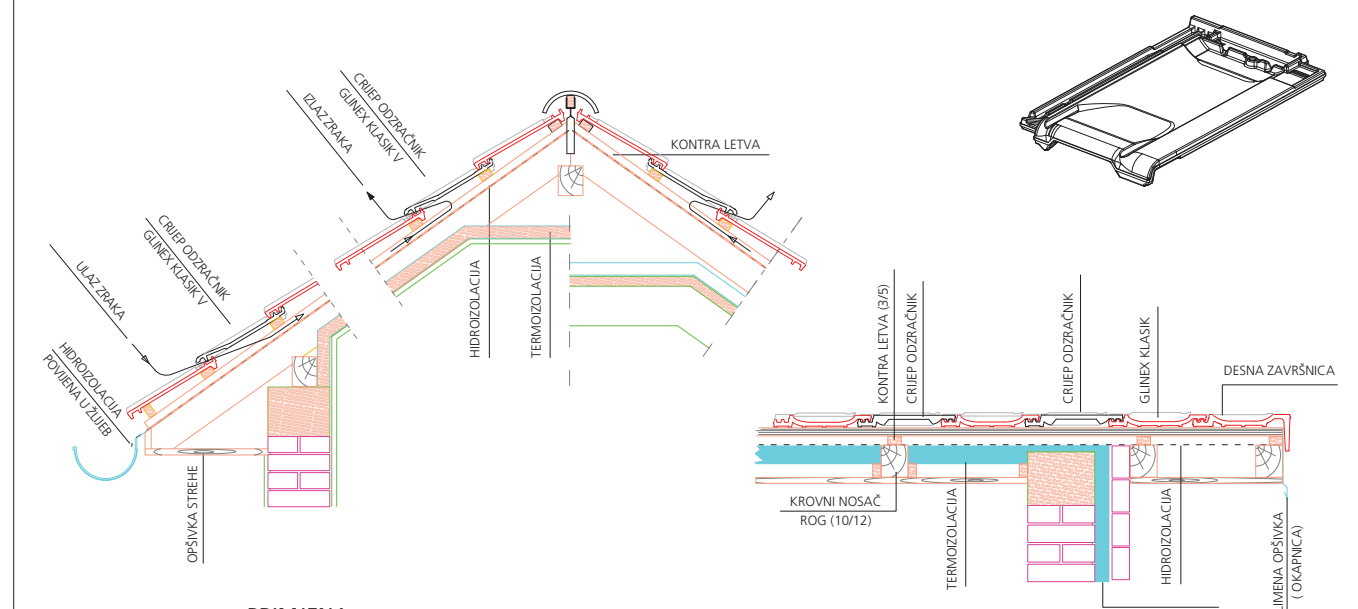 CRIJEP ODZRAČNIK
GLINEX KLASIK V
IZLAZ ZRAKA
KONTRA LETVA
CRIJEP ODZRAČNIK
GLINEX KLASIK V
ULAZ ZRAKA
HIDROIZOLACIJA
POVIJENA U ŽLIJEB
OPŠIVKA STREHE
HIDROIZOLACIJA
TERMOIZOLACIJA
KONTRA LETVA (3/5)
CRIJEP ODZRAČNIK
CRIJEP ODZRAČNIK
GLINEX KLASIK
DESNA ZAVRŠNICA
KROVNI NOSAČ
ROG (10/12)
TERMOIZOLACIJA
HIDROIZOLACIJA
LIMENA OPŠIVKA
( OKAPNICA)